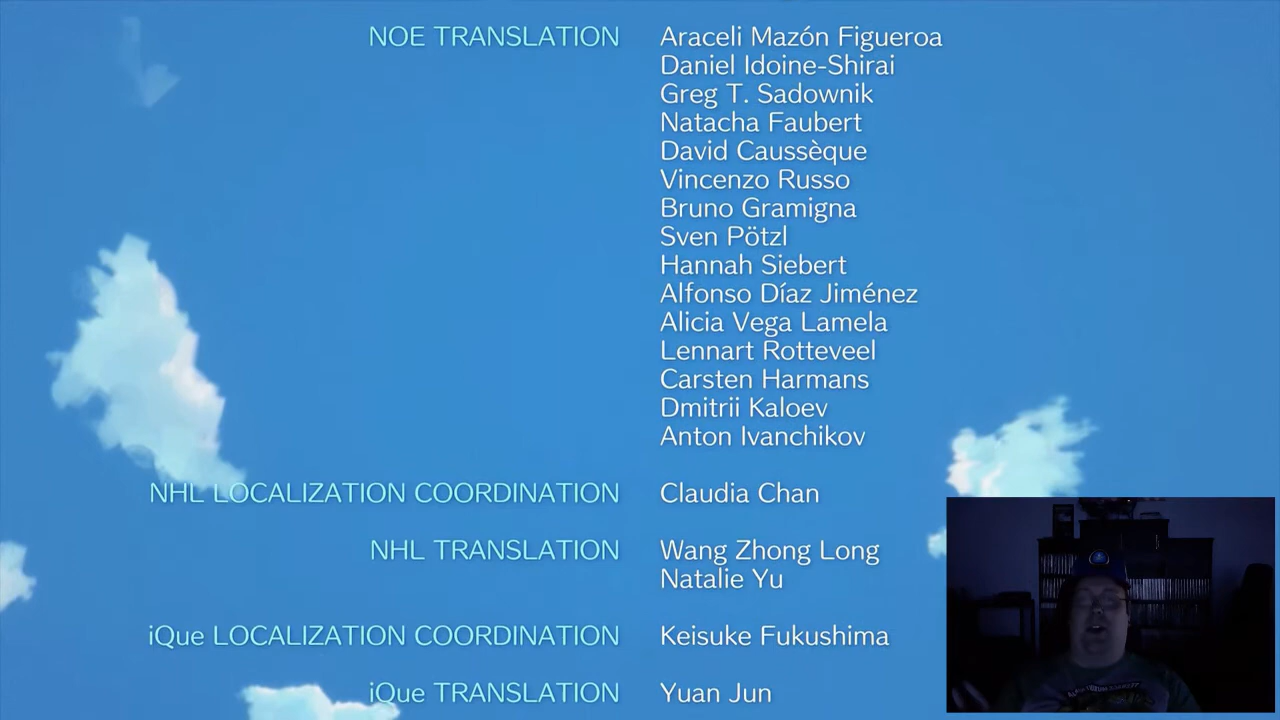 NOE TRANSLATION Araceli Mazón Figueroa
Daniel Idoine-Shirai
Greg T. Sadownik
Natacha Faubert
David Caussèque
Vincenzo Russo
Bruno Gramigna
Sven Pötzl
Hannah Siebert
Alfonso Díaz Jiménez
Alicia Vega Lamela
Lennart Rotteveel
Carsten Harmans
Dmitrii Kaloev
Anton Ivanchikov
NHL LOCALIZATION COORDINATION Claudia Chan
NHL TRANSLATION Wang Zhong Long
Natalie Yu
iQue LOCALIZATION COORDINATION Keisuke Fukushima
iQue TRANSLATION Yuan Jun